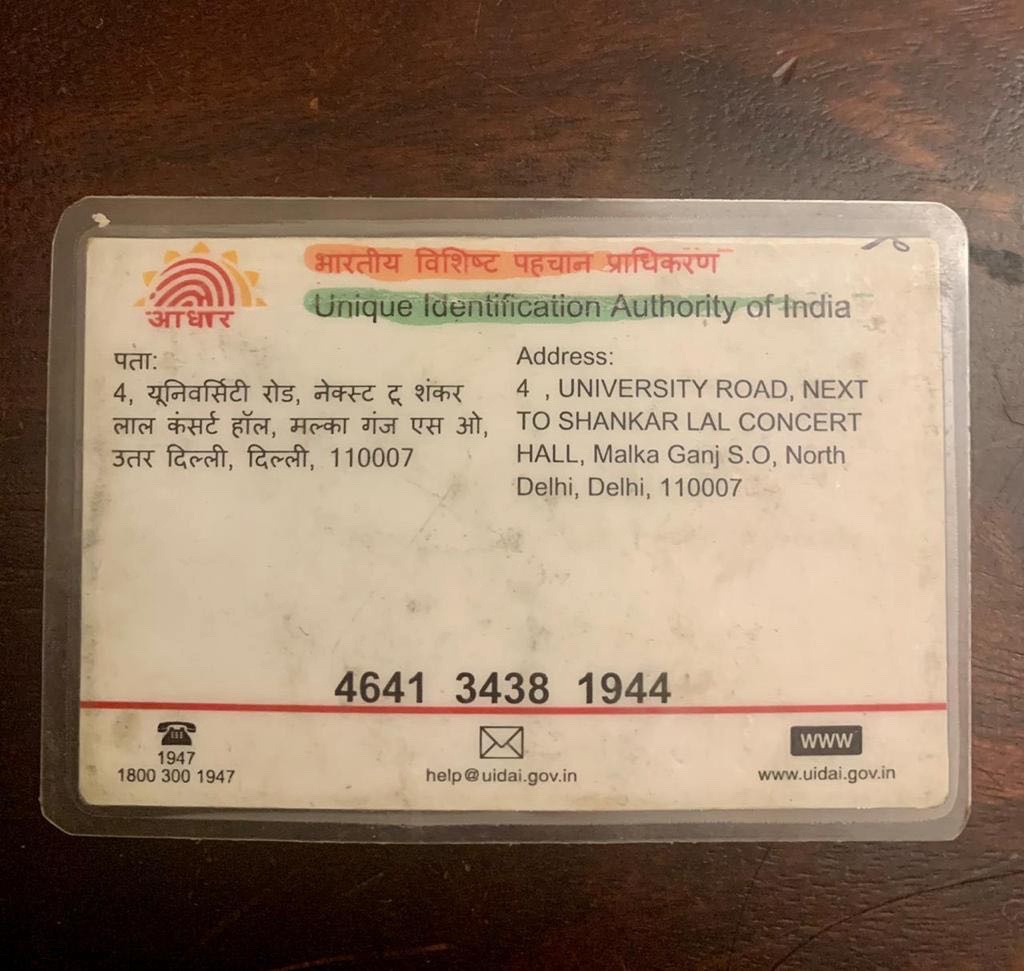 भारतीय विशिष्ट पहचान प्राधिकरण
आधार
Unique Identification Authority of India
पता:
4, यूनिवर्सिटी रोड, नेक्स्ट टू शंकर
लाल कंसर्ट हॉल, मल्का गंज एस ओ,
उतर दिल्ली, दिल्ली, 110007
Address:
4 , UNIVERSITY ROAD, NEXT
TO SHANKAR LAL CONCERT
HALL, Malka Ganj S.O, North
Delhi, Delhi, 110007
4641 3438 1944
1947
1800 300 1947
help@uidai.gov.in
www
www.uidai.gov.in